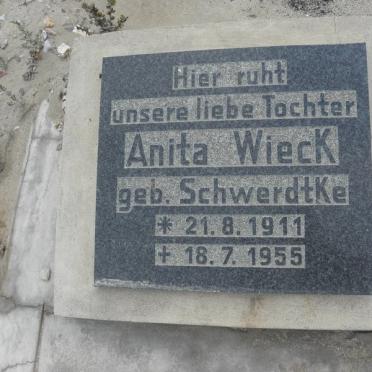 Hier ruht
unsere liebe Tochter
Anita Wieck
geb. Schwerdtke
* 21.8.1911
+ 18.7.1955